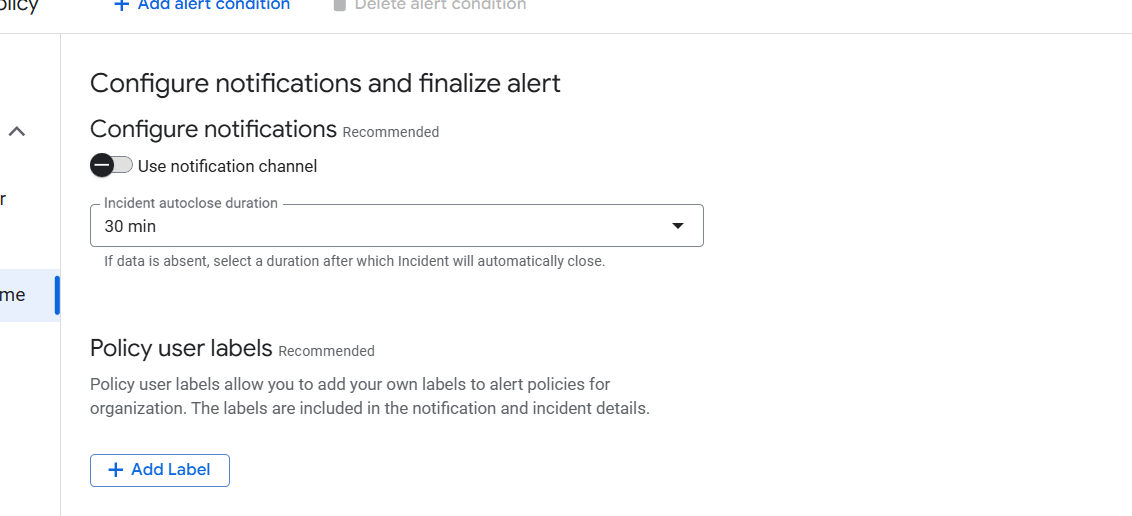 Add alert condition
Delete alert condition
Configure notifications and finalize alert
Configure notifications Recommended
Use notification channel
Incident autoclose duration
30 min
If data is absent, select a duration after which Incident will automatically close.
Policy user labels Recommended
Policy user labels allow you to add your own labels to alert policies for
organization. The labels are included in the notification and incident details.
Add Label